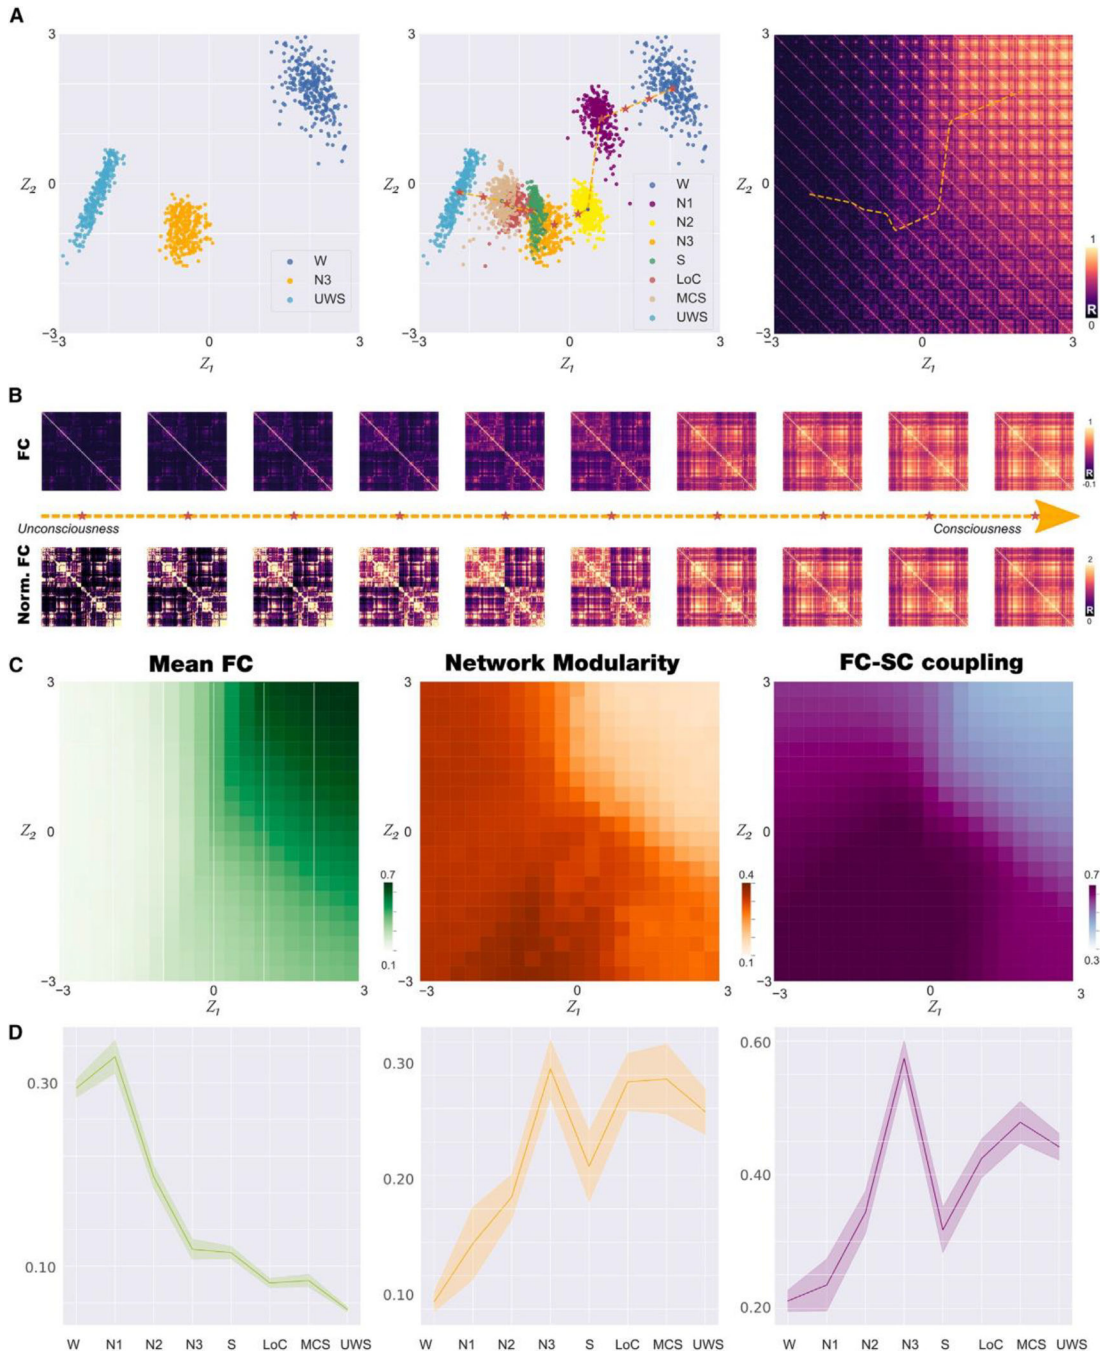 A
3
Z2 0
−3
−3 0 3
Z1
W
N3
UWS
3
Z2 0
−3
−3 0 3
Z1
W
N1
N2
N3
S
LoC
MCS
UWS
3
Z2 0
−3
−3 0 3
Z1
1
R
0
B
FC
1
R
-0.1
Unconsciousness
Consciousness
Norm. FC
2
R
0
C
Mean FC
3
Z2 0
−3
−3 0 3
Z1
0.7
0.1
Network Modularity
3
Z2 0
−3
−3 0 3
Z1
0.4
0.1
FC-SC coupling
3
Z2 0
−3
−3 0 3
Z1
0.7
0.3
D
0.30
0.10
W N1 N2 N3 S LoC MCS UWS
0.30
0.20
0.10
W N1 N2 N3 S LoC MCS UWS
0.60
0.40
0.20
W N1 N2 N3 S LoC MCS UWS